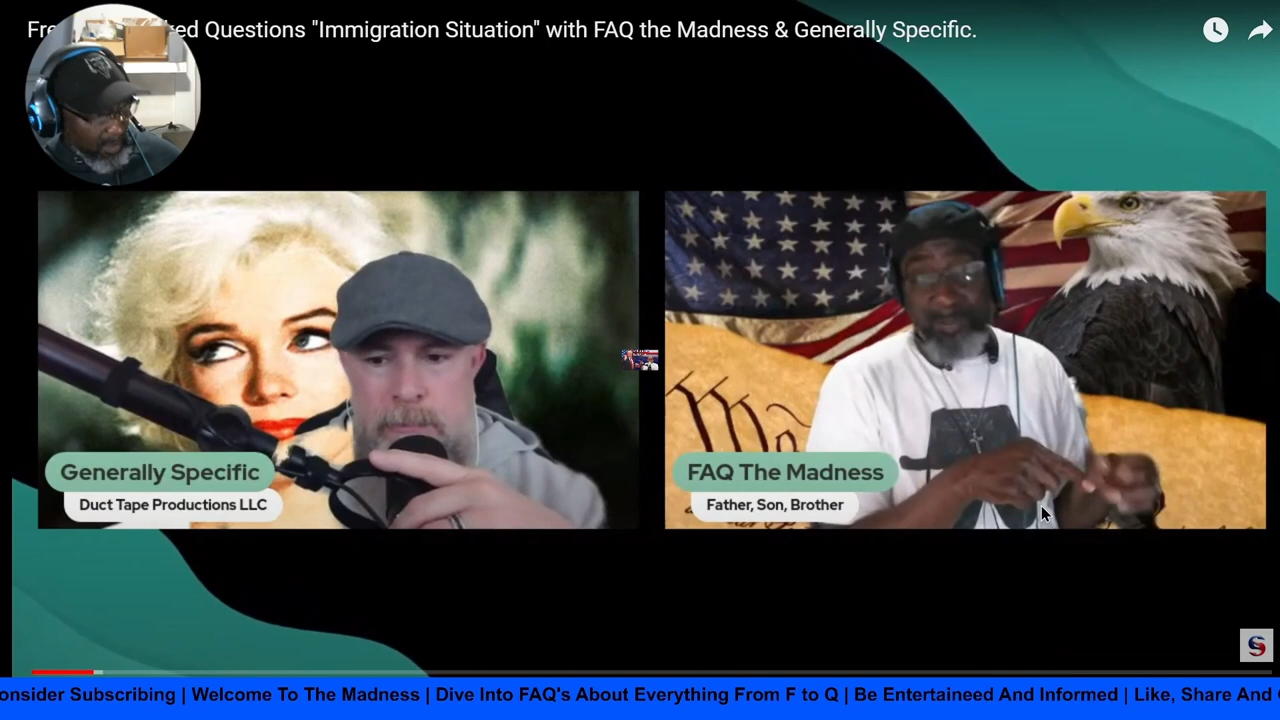 Fre ked Questions "Immigration Situation" with FAQ the Madness & Generally Specific.
We
Generally Specific
Duct Tape Productions LLC
FAQ The Madness
Father, Son, Brother
S
onsider Subscribing | Welcome To The Madness | Dive Into FAQ's About Everything From F to Q | Be Entertaineed And Informed | Like, Share And